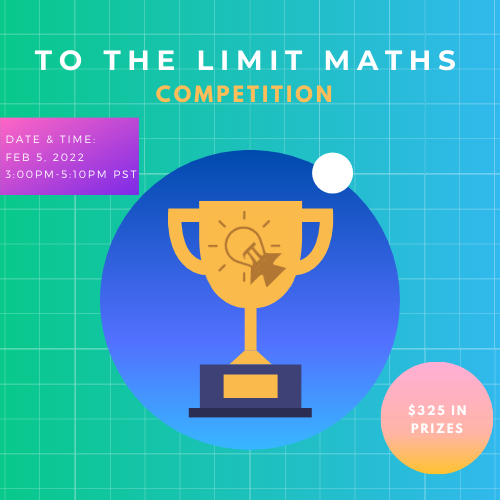 TO THE LIMIT MATHS
COMPETITION
DATE & TIME:
FEB 5, 2022
3:00PM-5:10PM PST
$325 IN
PRIZES